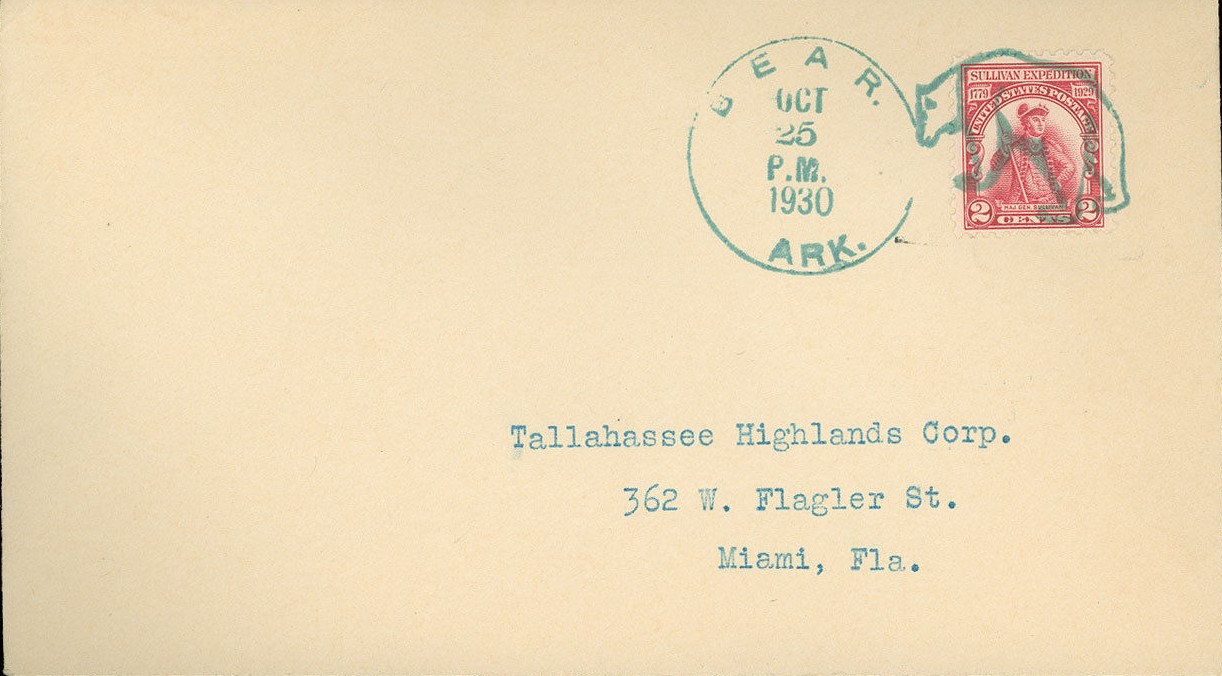 BEAR.
OCT
25
P.M.
1930
ARK.
SULLIVAN EXPEDITION
1779 1929
UNITED STATES POSTAGE
MAJ. GEN. SULLIVAN
2 CENTS 2
Tallahassee Highlands Corp.
362 W. Flagler St.
Miami, Fla.